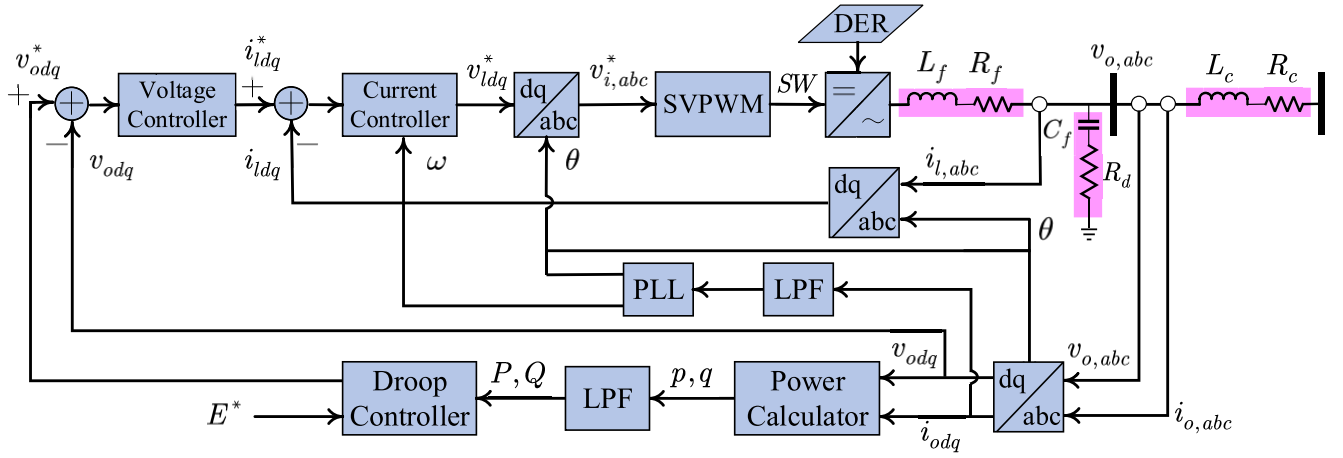 DER
v*odq
i*ldq
v*ldq
v*i,abc
SW
Lf
Rf
vo,abc
Lc
Rc
+
+
Voltage
Controller
+
+
Current
Controller
dq
abc
SVPWM
=
~
−
vodq
ildq
−
ω
θ
Cf
Rd
il,abc
dq
abc
θ
PLL
LPF
vodq
vo,abc
Droop
Controller
P, Q
LPF
p, q
Power
Calculator
dq
abc
E*
iodq
io,abc